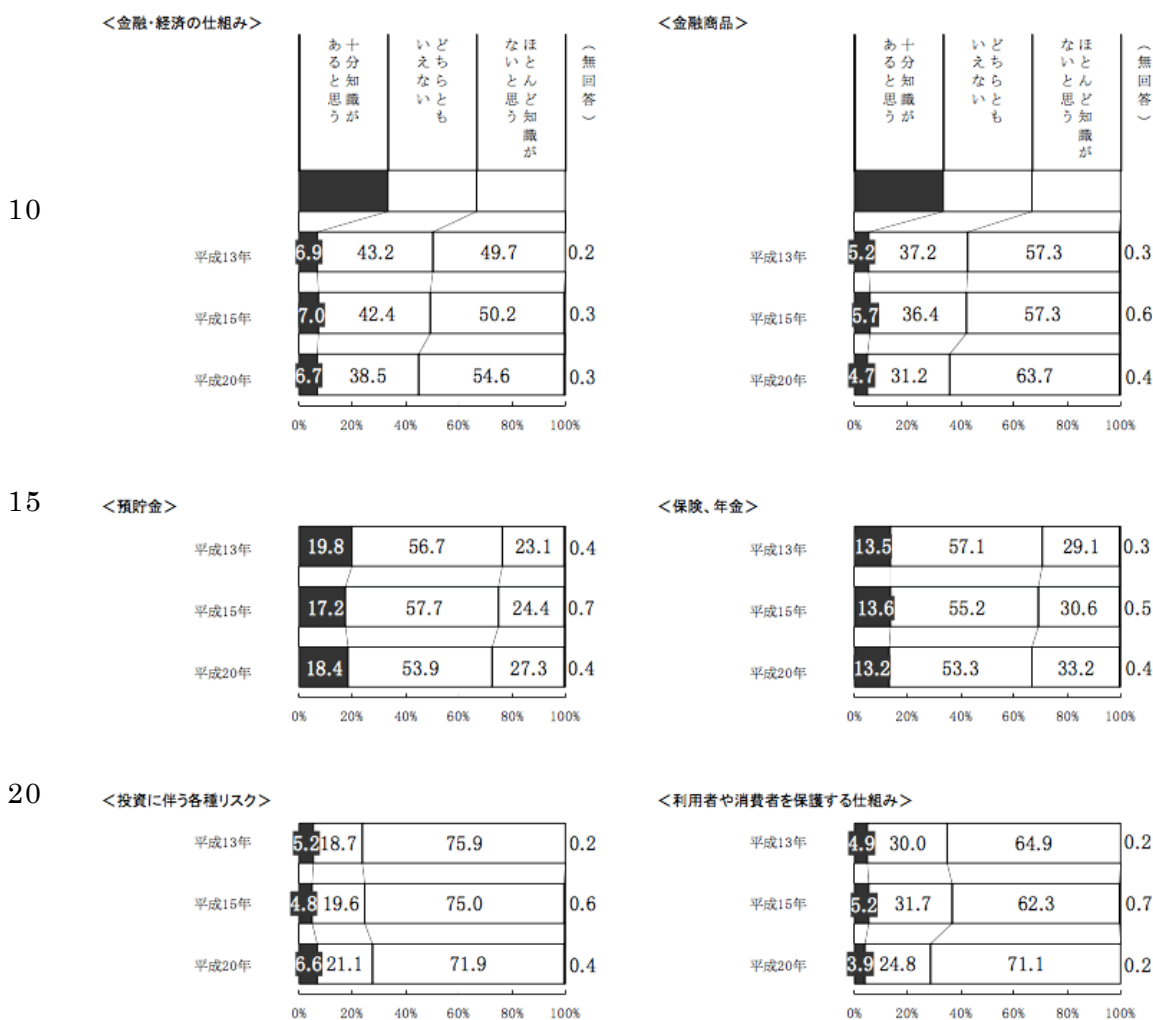 ＜金融・経済の仕組み＞
十分知識が
あると思う
どちらとも
いえない
ほとんど知識が
ないと思う
（無回答）
10
平成13年 6.9 43.2 49.7 0.2
平成15年 7.0 42.4 50.2 0.3
平成20年 6.7 38.5 54.6 0.3
0% 20% 40% 60% 80% 100%
＜金融商品＞
十分知識が
あると思う
どちらとも
いえない
ほとんど知識が
ないと思う
（無回答）
平成13年 5.2 37.2 57.3 0.3
平成15年 5.7 36.4 57.3 0.6
平成20年 4.7 31.2 63.7 0.4
0% 20% 40% 60% 80% 100%
15
＜預貯金＞
平成13年 19.8 56.7 23.1 0.4
平成15年 17.2 57.7 24.4 0.7
平成20年 18.4 53.9 27.3 0.4
0% 20% 40% 60% 80% 100%
＜保険、年金＞
平成13年 13.5 57.1 29.1 0.3
平成15年 13.6 55.2 30.6 0.5
平成20年 13.2 53.3 33.2 0.4
0% 20% 40% 60% 80% 100%
20
＜投資に伴う各種リスク＞
平成13年 5.2 18.7 75.9 0.2
平成15年 4.8 19.6 75.0 0.6
平成20年 6.6 21.1 71.9 0.4
0% 20% 40% 60% 80% 100%
＜利用者や消費者を保護する仕組み＞
平成13年 4.9 30.0 64.9 0.2
平成15年 5.2 31.7 62.3 0.7
平成20年 3.9 24.8 71.1 0.2
0% 20% 40% 60% 80% 100%